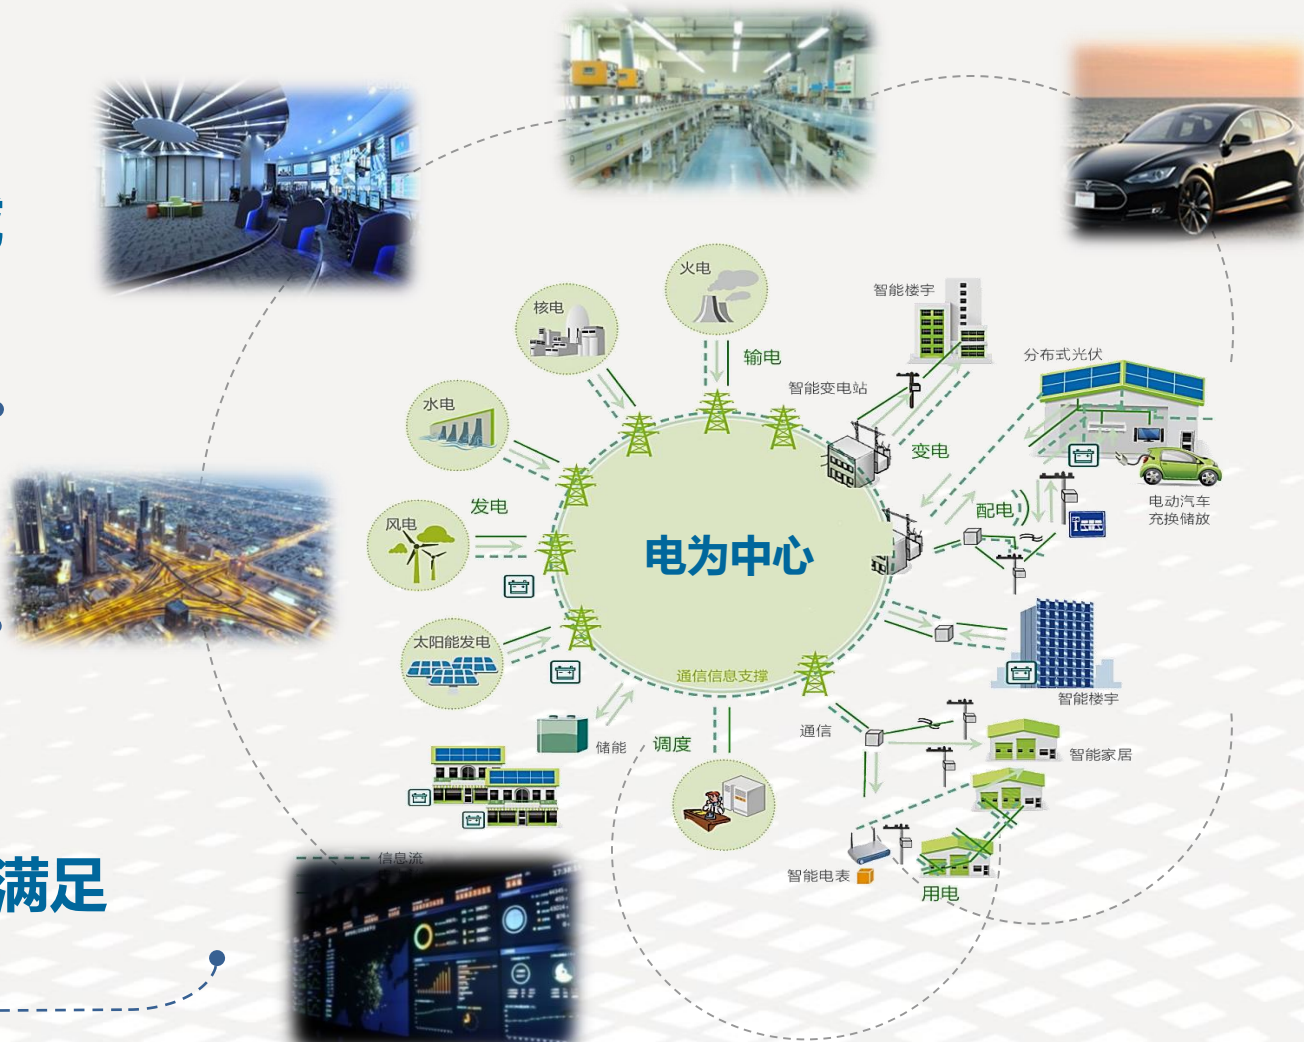 火电
智能楼宇
核电
输电
分布式光伏
智能变电站
水电
变电
发电
电动汽车
充换储放
配电
风电
电为中心
太阳能发电
通信信息支撑
智能楼宇
通信
储能
调度
智能家居
满足
信息流
智能电表
用电